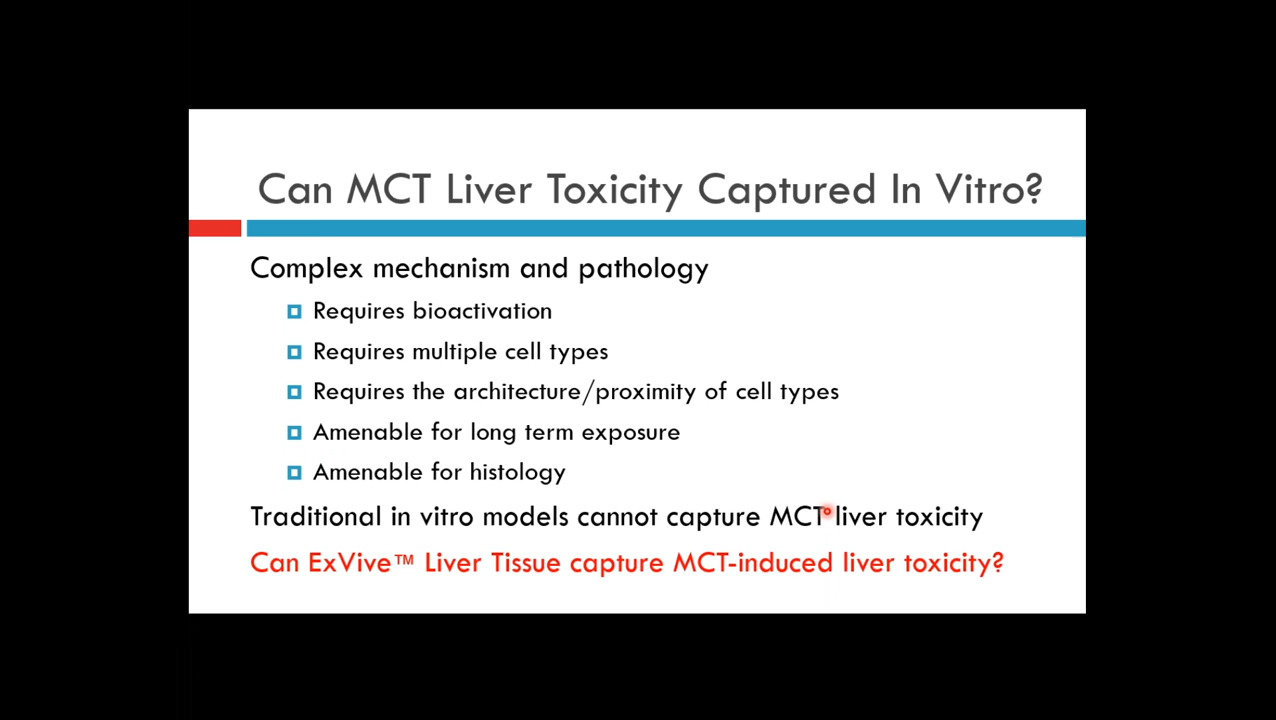 Can MCT Liver Toxicity Captured In Vitro?
Complex mechanism and pathology
Requires bioactivation
Requires multiple cell types
Requires the architecture/proximity of cell types
Amenable for long term exposure
Amenable for histology
Traditional in vitro models cannot capture MCT liver toxicity
Can ExVive™ Liver Tissue capture MCT-induced liver toxicity?